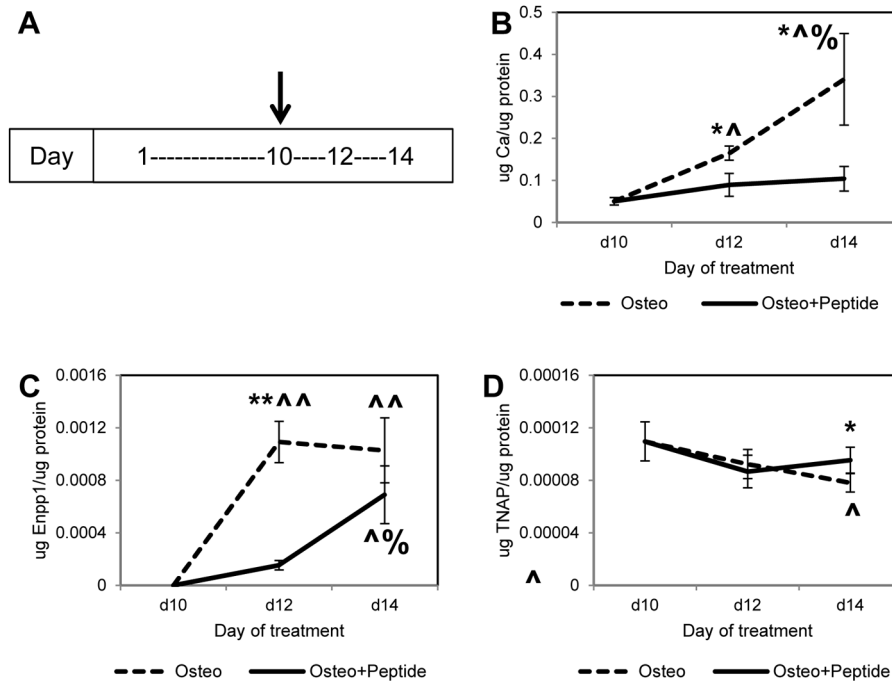 A
Day 1---------------10----12----14
B
ug Ca/ug protein
0.5
0.4
0.3
0.2
0.1
0
*^
*^%
d10 d12 d14
Day of treatment
Osteo Osteo+Peptide
C
ug Enpp1/ug protein
0.0016
0.0012
0.0008
0.0004
0
**^^ ^^
^%
d10 d12 d14
Day of treatment
Osteo Osteo+Peptide
D
ug TNAP/ug protein
0.00016
0.00012
0.00008
0.00004
0
*
^
^
d10 d12 d14
Day of treatment
Osteo Osteo+Peptide